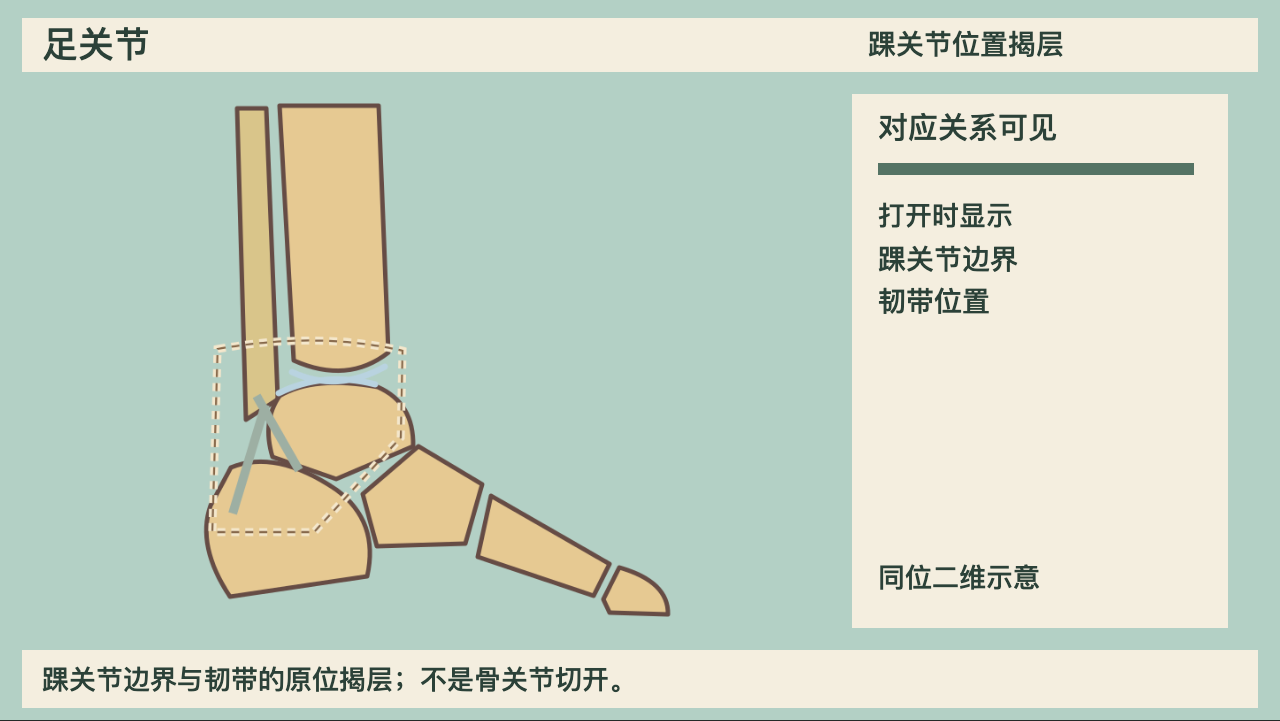 足关节
踝关节位置揭层
对应关系可见
打开时显示
踝关节边界
韧带位置
同位二维示意
踝关节边界与韧带的原位揭层；不是骨关节切开。